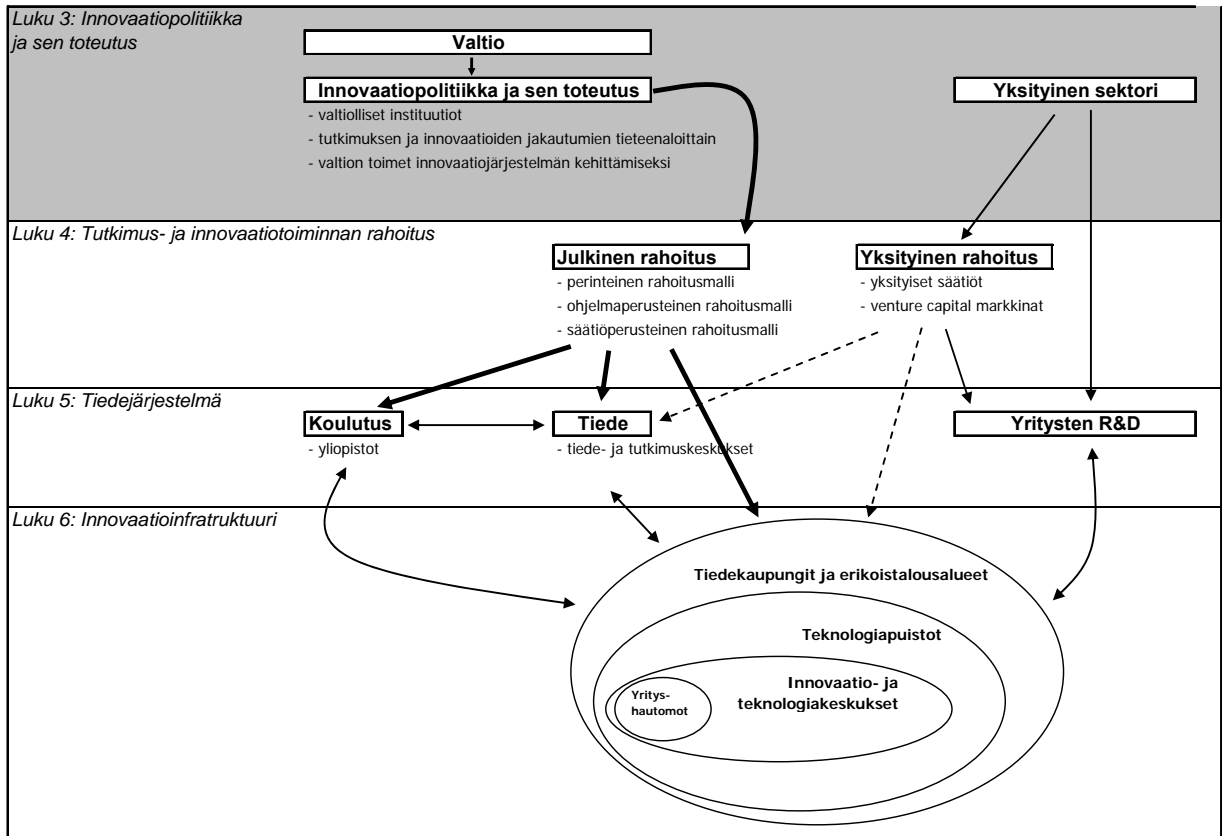 Luku 3: Innovaatiopolitiikka
ja sen toteutus
Valtio
Innovaatiopolitiikka ja sen toteutus
- valtiolliset instituutiot
- tutkimuksen ja innovaatioiden jakautumien tieteenaloittain
- valtion toimet innovaatiojärjestelmän kehittämiseksi
Yksityinen sektori
Luku 4: Tutkimus- ja innovaatiotoiminnan rahoitus
Julkinen rahoitus
- perinteinen rahoitusmalli
- ohjelmaperusteinen rahoitusmalli
- säätiöperusteinen rahoitusmalli
Yksityinen rahoitus
- yksityiset säätiöt
- venture capital markkinat
Luku 5: Tiedejärjestelmä
Koulutus
- yliopistot
Tiede
- tiede- ja tutkimuskeskukset
Yritysten R&D
Luku 6: Innovaatioinfratruktuuri
Tiedekaupungit ja erikoistalousalueet
Teknologiapuistot
Innovaatio- ja
teknologiakeskukset
Yritys-
hautomot